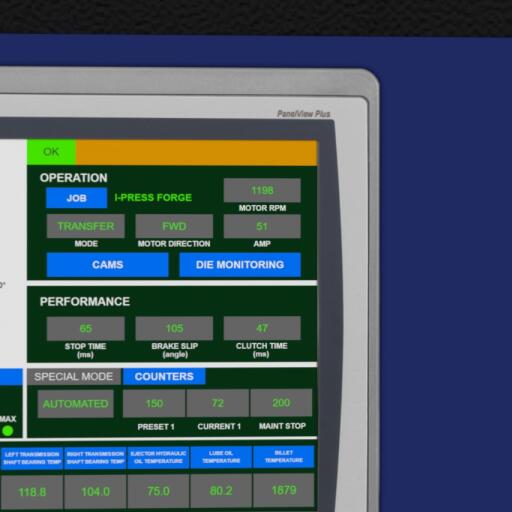 PanelView Plus
OK
OPERATION
JOB I-PRESS FORGE 1198
MOTOR RPM
TRANSFER FWD 51
MODE MOTOR DIRECTION AMP
CAMS DIE MONITORING
0°
PERFORMANCE
65 105 47
STOP TIME BRAKE SLIP CLUTCH TIME
(ms) (angle) (ms)
SPECIAL MODE COUNTERS
AUTOMATED 150 72 200
MAX
PRESET 1 CURRENT 1 MAINT STOP
LEFT TRANSMISSION RIGHT TRANSMISSION EJECTOR HYDRAULIC LUBE OIL BILLET
SHAFT BEARING TEMP SHAFT BEARING TEMP OIL TEMPERATURE TEMPERATURE TEMPERATURE
118.8 104.0 75.0 80.2 1879